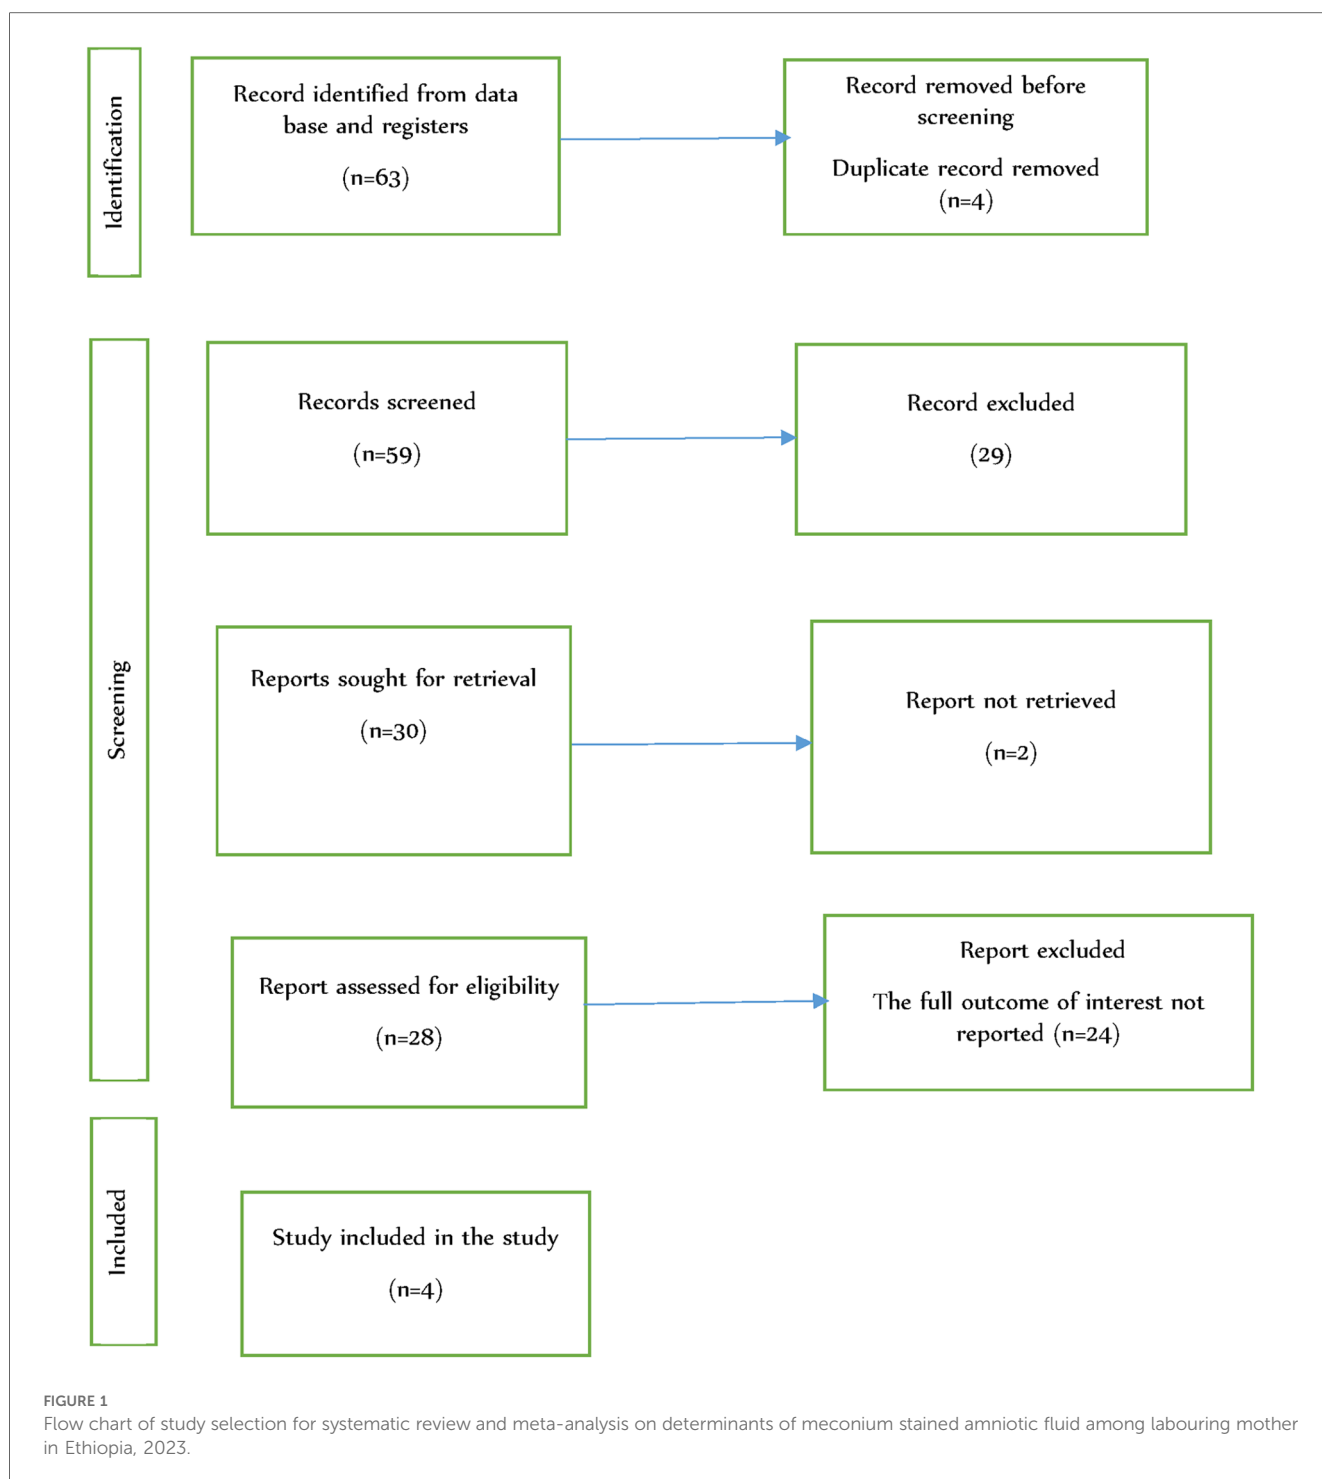 Identification
Record identified from data
base and registers
(n=63)
Record removed before
screening
Duplicate record removed
(n=4)
Screening
Records screened
(n=59)
Record excluded
(29)
Reports sought for retrieval
(n=30)
Report not retrieved
(n=2)
Report assessed for eligibility
(n=28)
Report excluded
The full outcome of interest not
reported (n=24)
Included
Study included in the study
(n=4)
FIGURE 1
Flow chart of study selection for systematic review and meta-analysis on determinants of meconium stained amniotic fluid among labouring mother
in Ethiopia, 2023.